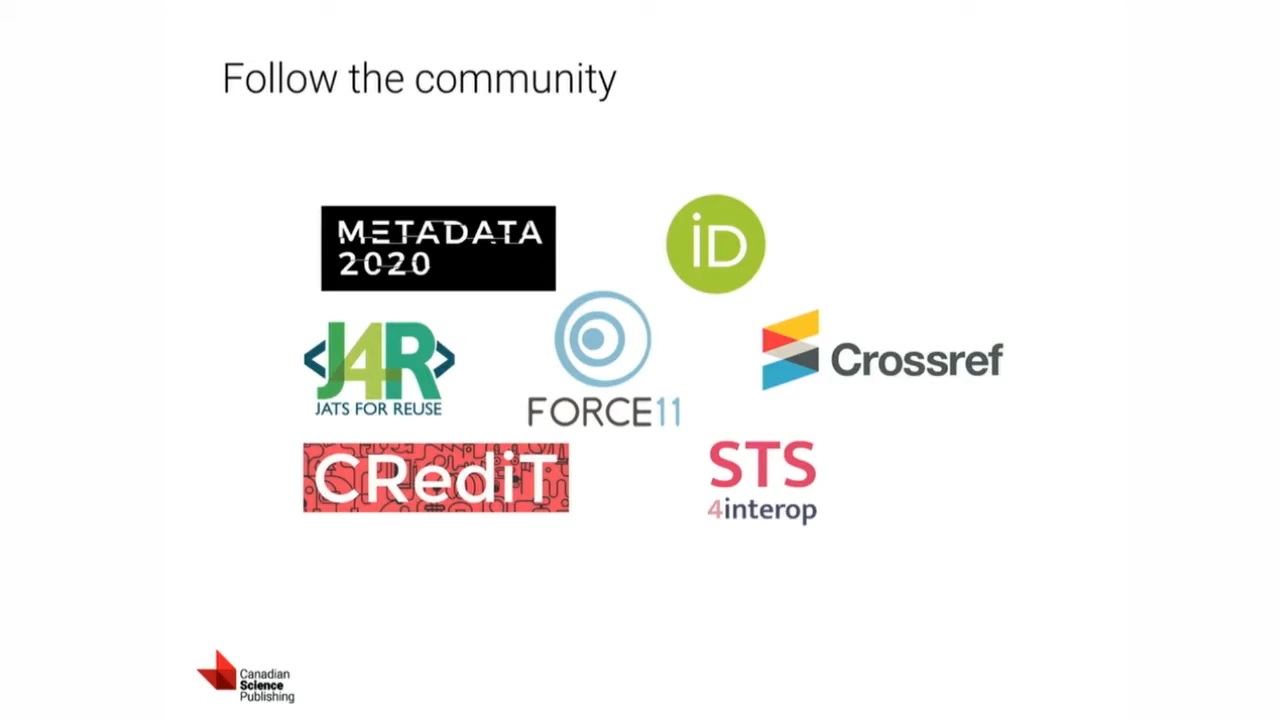 Follow the community
METADATA
2020
iD
<J4R>
JATS FOR REUSE
FORCE11
Crossref
CRediT
STS
4interop
Canadian
Science
Publishing